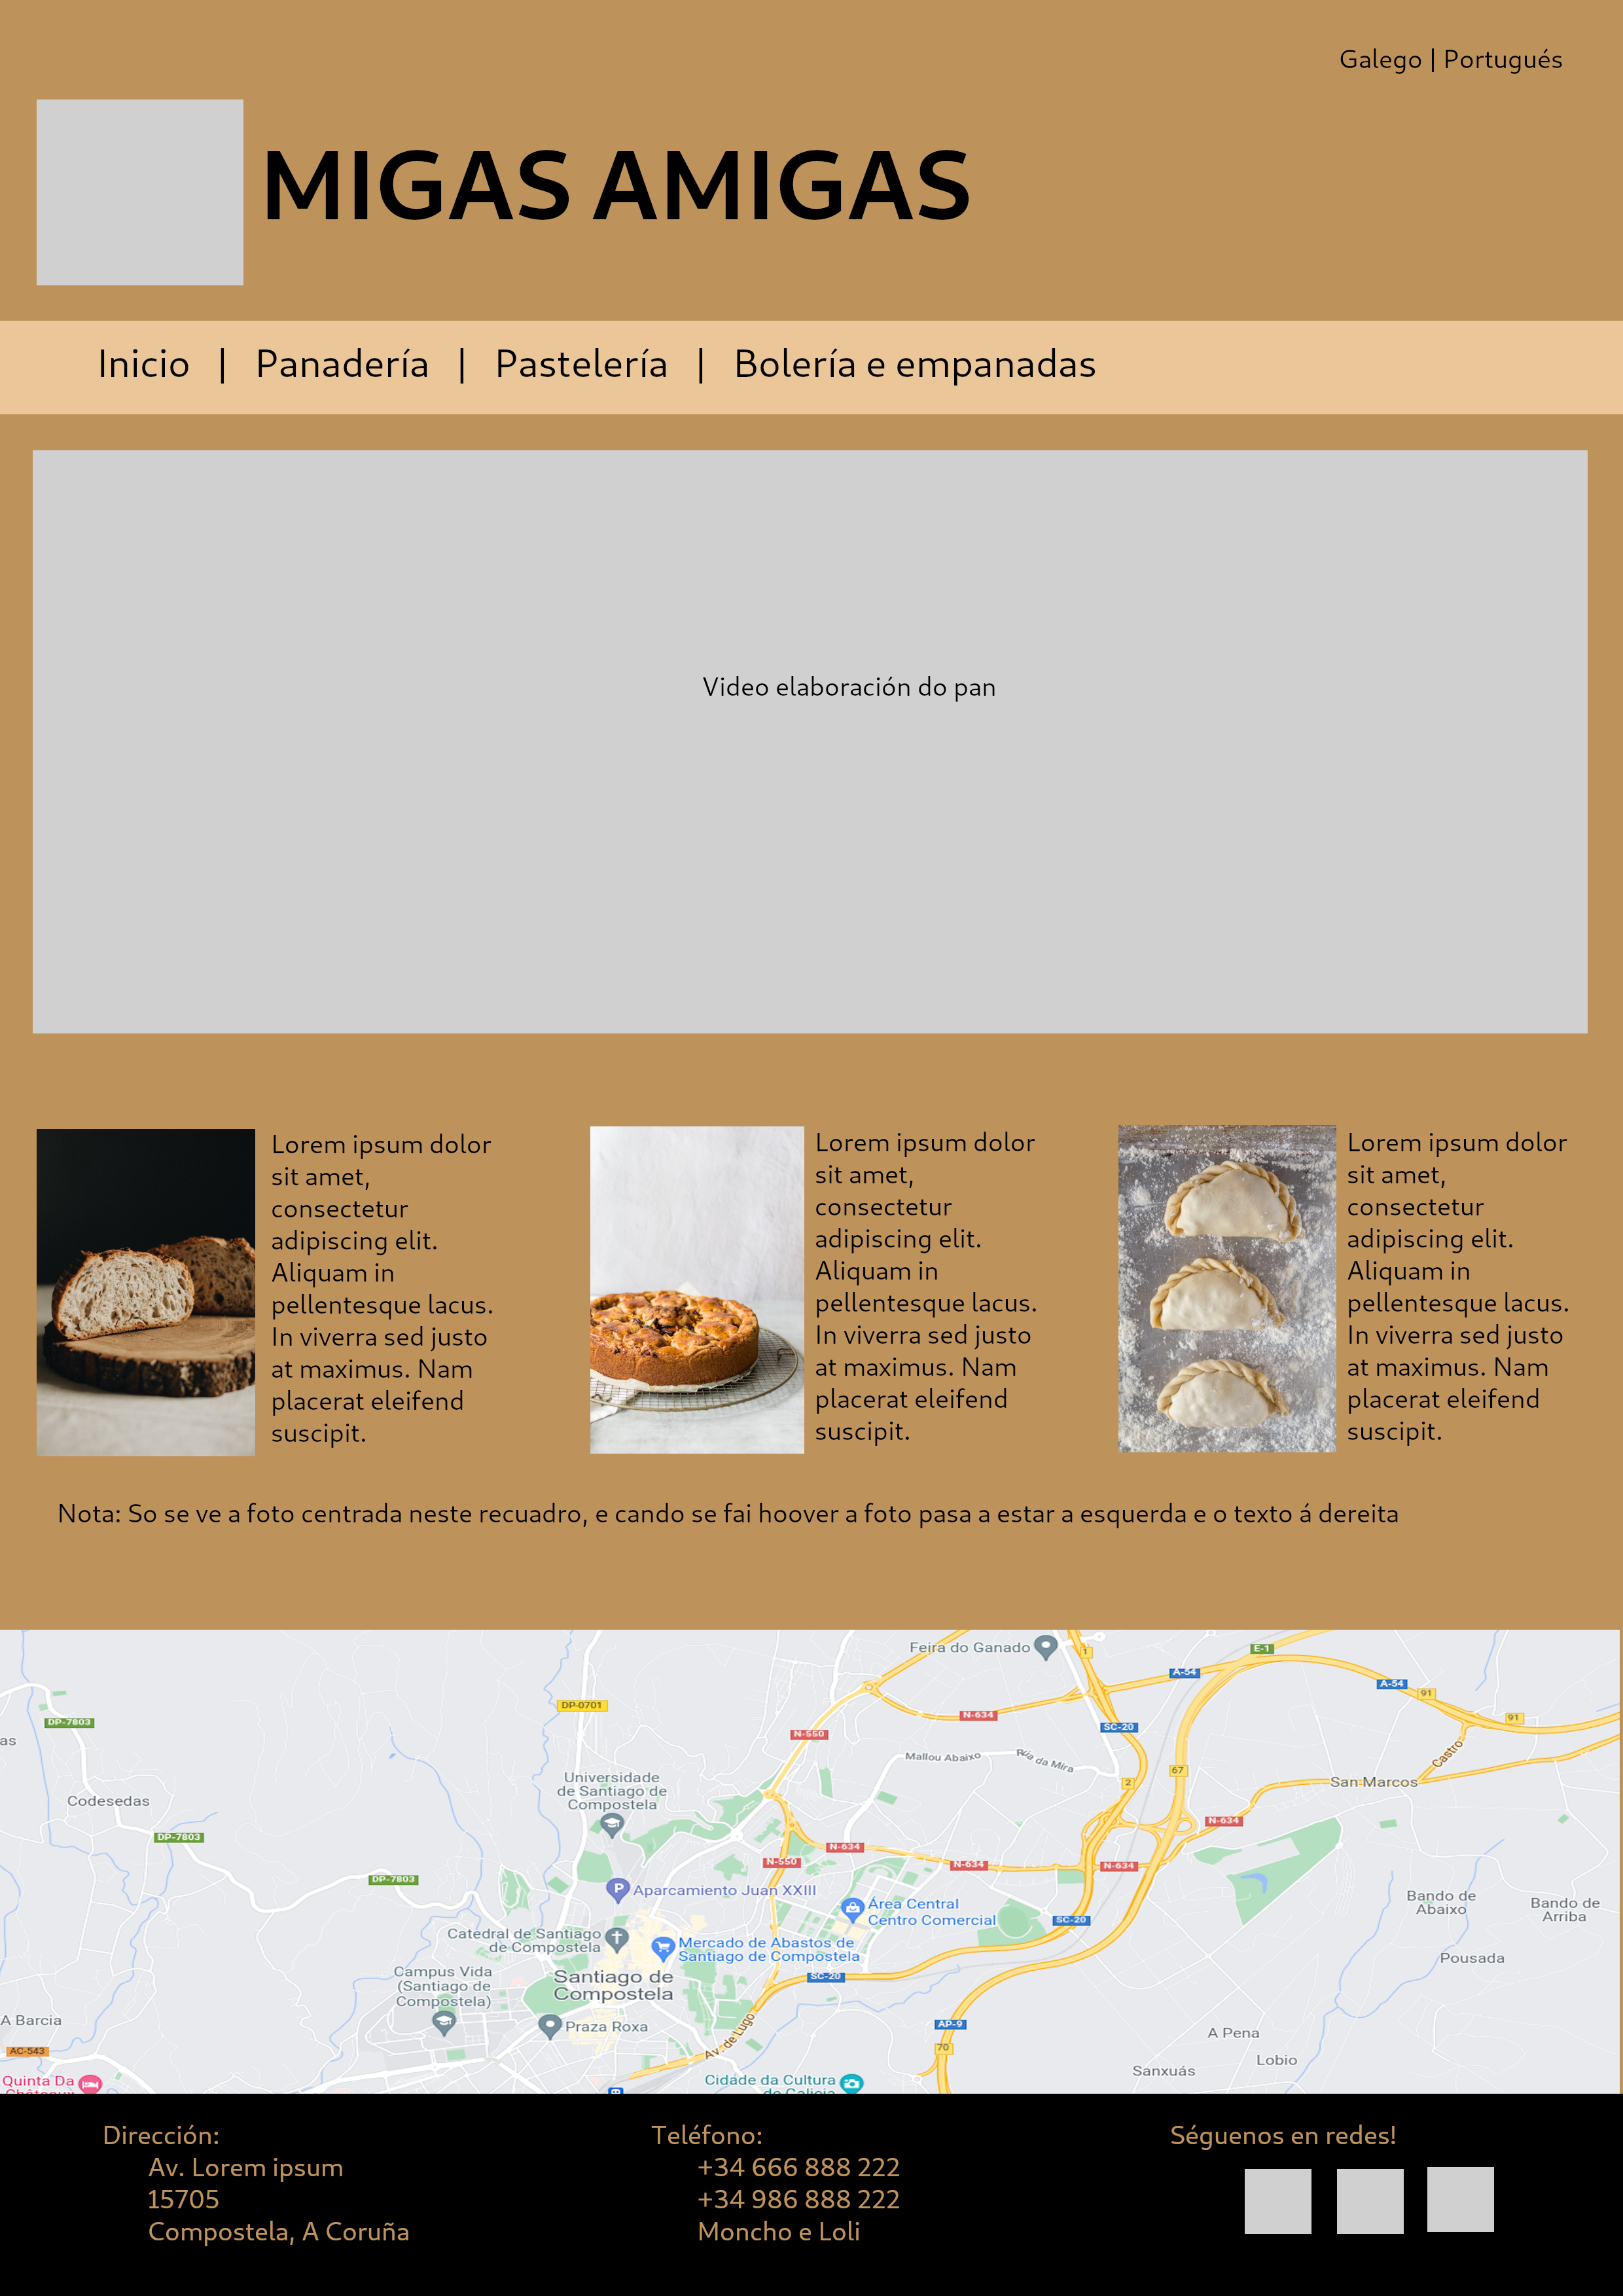 Galego | Portugués
MIGAS AMIGAS
Inicio | Panadería | Pastelería | Bolería e empanadas
Video elaboración do pan
Lorem ipsum dolor
sit amet,
consectetur
adipiscing elit.
Aliquam in
pellentesque lacus.
In viverra sed justo
at maximus. Nam
placerat eleifend
suscipit.
Lorem ipsum dolor
sit amet,
consectetur
adipiscing elit.
Aliquam in
pellentesque lacus.
In viverra sed justo
at maximus. Nam
placerat eleifend
suscipit.
Lorem ipsum dolor
sit amet,
consectetur
adipiscing elit.
Aliquam in
pellentesque lacus.
In viverra sed justo
at maximus. Nam
placerat eleifend
suscipit.
Nota: So se ve a foto centrada neste recuadro, e cando se fai hoover a foto pasa a estar a esquerda e o texto á dereita
Feira do Ganado
1
E-1
A-54
A-54
91
DP-7803
DP-0701
N-634
91
N-550
SC-20
as
Mallou Abaixo
Rúa da Mira
Castro
67
2
San Marcos
Universidade
de Santiago de
Compostela
Codesedas
N-634
DP-7803
N-634
N-550
N-634
N-634
DP-7803
Aparcamiento Juan XXIII
Área Central
Centro Comercial
SC-20
Bando de
Abaixo
Bando de
Arriba
Catedral de Santiago
de Compostela
Mercado de Abastos de
Santiago de Compostela
Pousada
Campus Vida
(Santiago de
Compostela)
Santiago de
Compostela
SC-20
A Barcia
Praza Roxa
Av. de Lugo
AP-9
A Pena
AC-543
70
Lobio
Sanxuás
Quinta Da
Cidade da Cultura
de Galicia
Dirección:
Av. Lorem ipsum
15705
Compostela, A Coruña
Teléfono:
+34 666 888 222
+34 986 888 222
Moncho e Loli
Séguenos en redes!